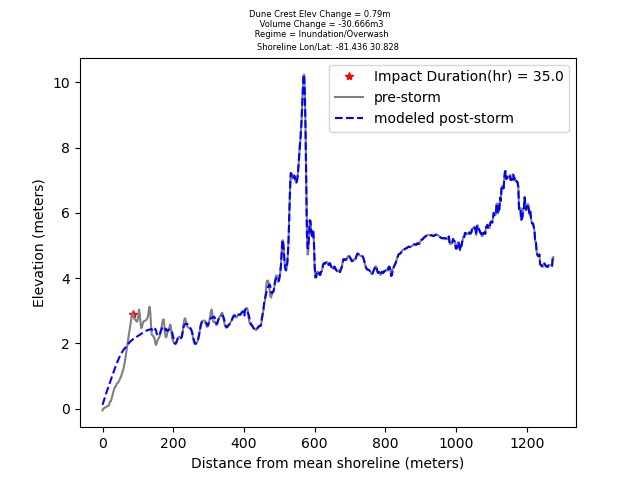 Dune Crest Elev Change = 0.79m
Volume Change = -30.666m3
Regime = Inundation/Overwash
Shoreline Lon/Lat: -81.436 30.828
Impact Duration(hr) = 35.0
pre-storm
modeled post-storm
Elevation (meters)
10
8
6
4
2
0
0 200 400 600 800 1000 1200
Distance from mean shoreline (meters)